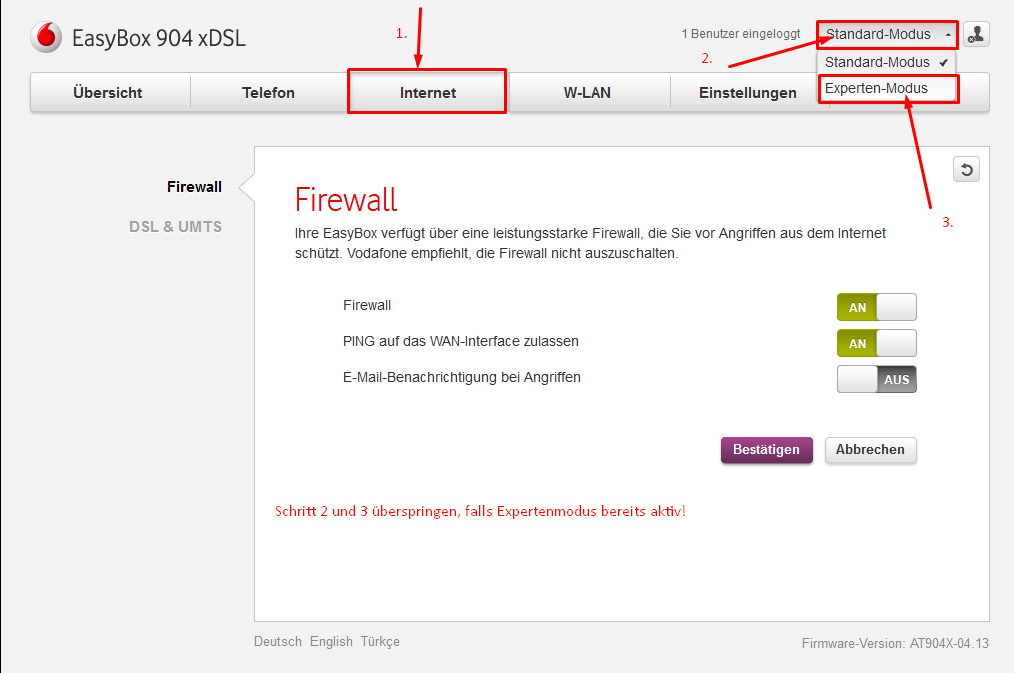 1.
EasyBox 904 xDSL
1 Benutzer eingeloggt
Standard-Modus
2.
Standard-Modus
Experten-Modus
Übersicht
Telefon
Internet
W-LAN
Einstellungen
3.
Firewall
DSL & UMTS
Firewall
Ihre EasyBox verfügt über eine leistungsstarke Firewall, die Sie vor Angriffen aus dem Internet
schützt. Vodafone empfiehlt, die Firewall nicht auszuschalten.
Firewall
AN
PING auf das WAN-Interface zulassen
AN
E-Mail-Benachrichtigung bei Angriffen
AUS
Bestätigen
Abbrechen
Schritt 2 und 3 überspringen, falls Expertenmodus bereits aktiv!
Deutsch English Türkçe
Firmware-Version: AT904X-04.13